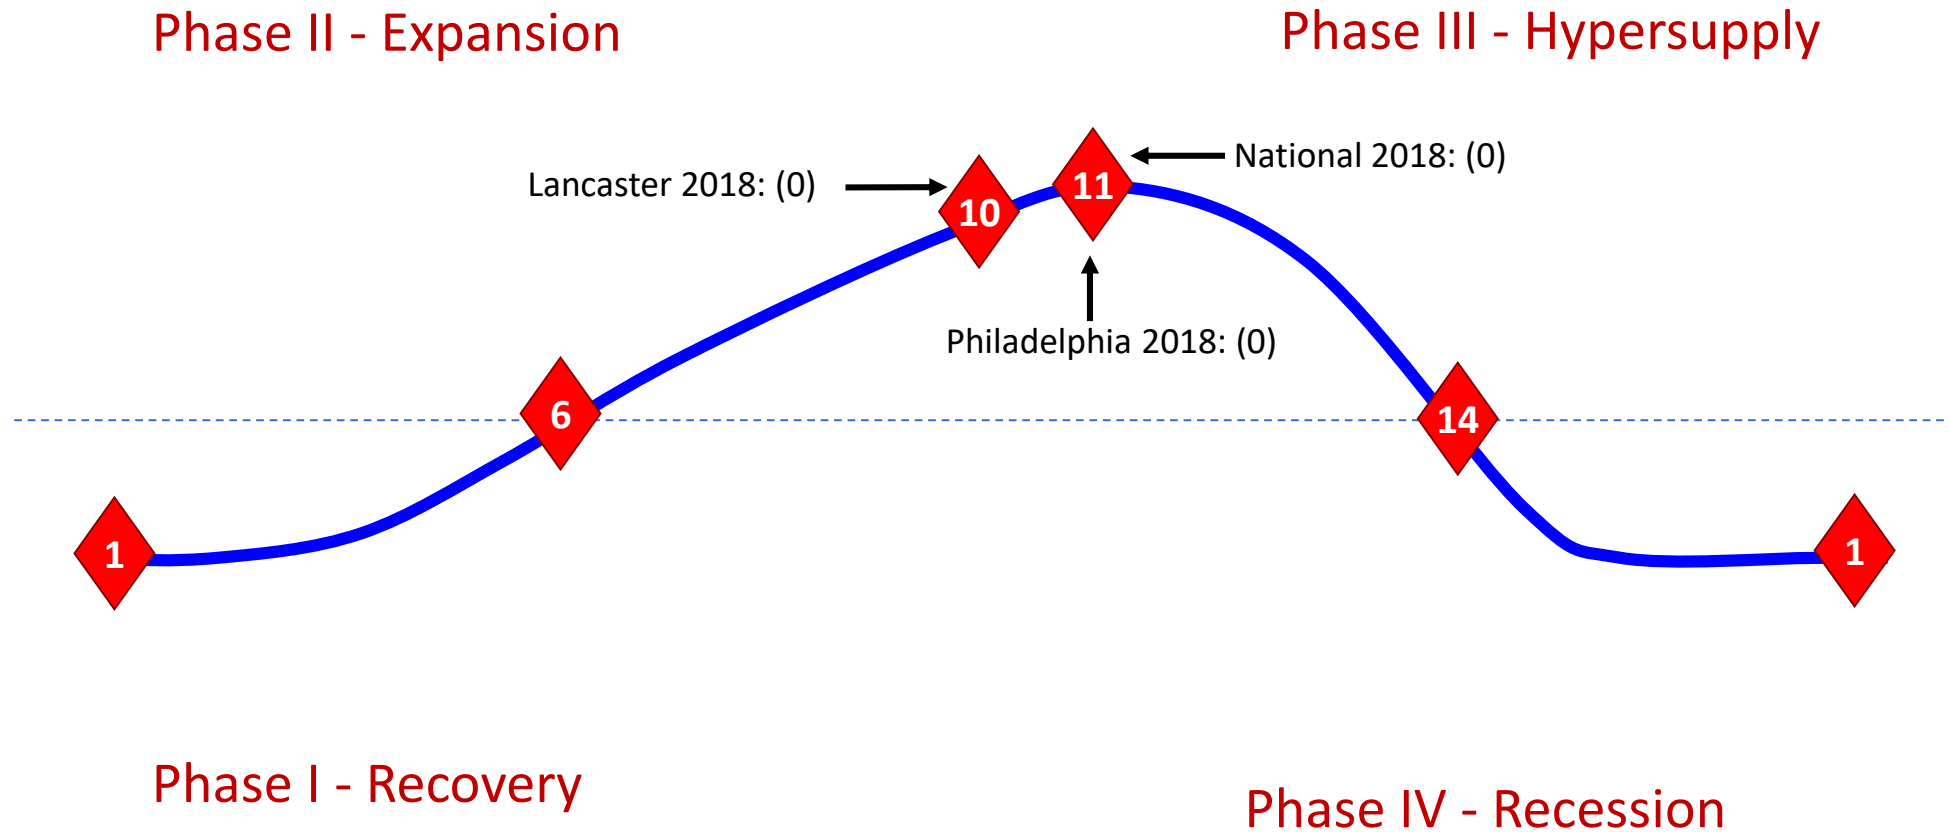 Phase II - Expansion
Phase III - Hypersupply
National 2018: (0)
Lancaster 2018: (0)
11
10
Philadelphia 2018: (0)
6
14
1
1
Phase I - Recovery
Phase IV - Recession